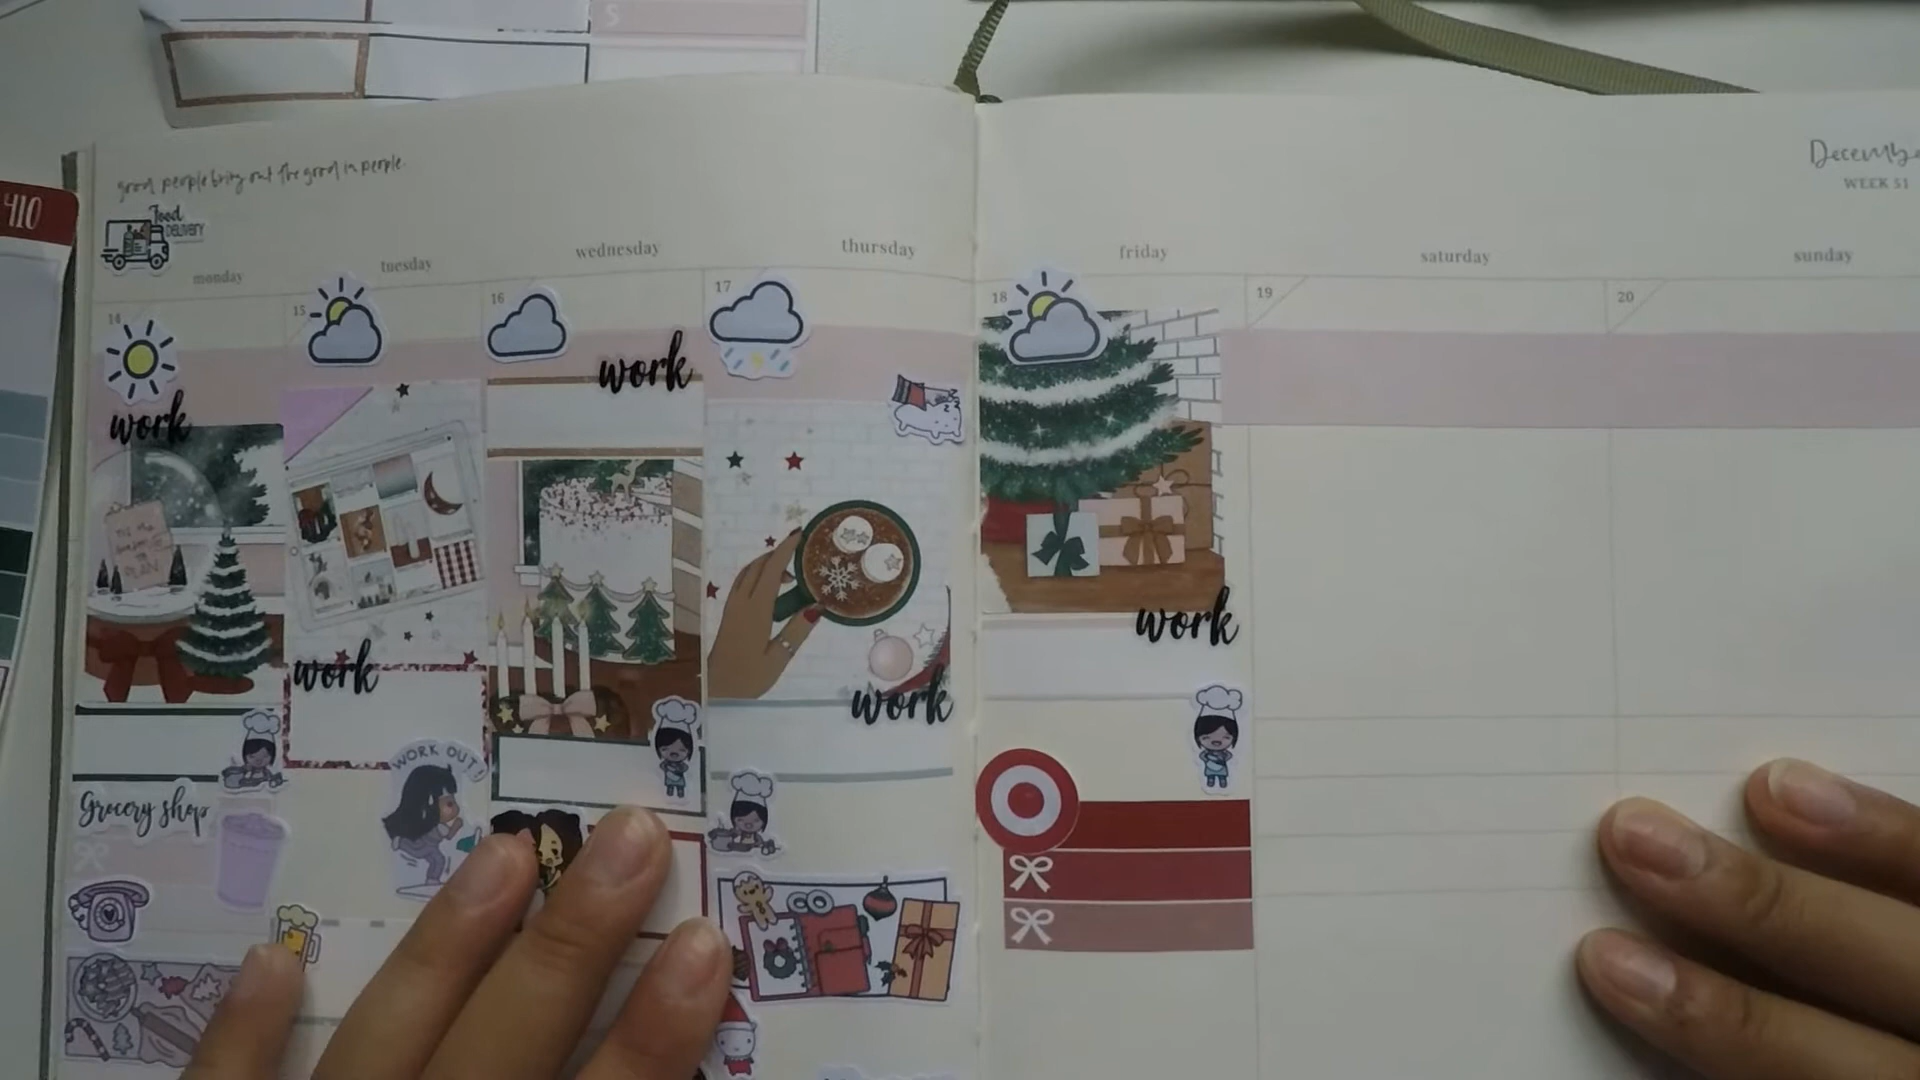 S
good people bring out the good in people
410
December
WEEK 51
Food
DELIVERY
monday
tuesday
wednesday
thursday
friday
saturday
sunday
14
15
16
17
18
19
20
work
work
work
work
work
PLAN
WORK OUT!
Grocery shop